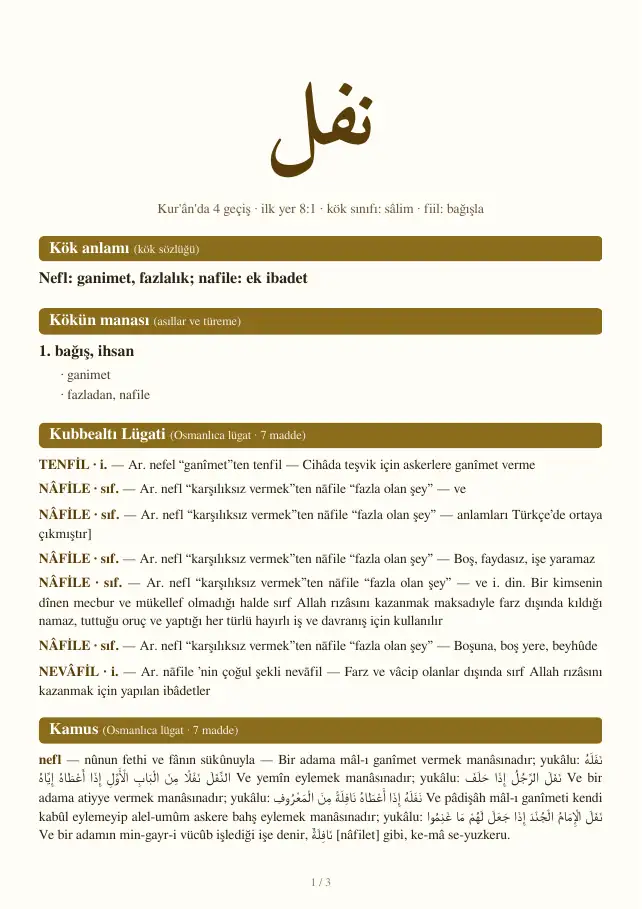 نفل
Kur'ân'da 4 geçiş · ilk yer 8:1 · kök sınıfı: sâlim · fiil: bağışla
Kök anlamı (kök sözlüğü)
Nefl: ganimet, fazlalık; nafile: ek ibadet
Kökün manası (asıllar ve türeme)
1. bağış, ihsan
· ganimet
· fazladan, nafile
Kubbealtı Lügati (Osmanlıca lügat · 7 madde)
TENFİL · i. — Ar. nefel “ganîmet”ten tenfil — Cihâda teşvik için askerlere ganîmet verme
NÂFİLE · sıf. — Ar. nefl “karşılıksız vermek”ten nāfile “fazla olan şey” — ve
NÂFİLE · sıf. — Ar. nefl “karşılıksız vermek”ten nāfile “fazla olan şey” — anlamları Türkçe’de ortaya
çıkmıştır]
NÂFİLE · sıf. — Ar. nefl “karşılıksız vermek”ten nāfile “fazla olan şey” — Boş, faydasız, işe yaramaz
NÂFİLE · sıf. — Ar. nefl “karşılıksız vermek”ten nāfile “fazla olan şey” — ve i. din. Bir kimsenin
dînen mecbur ve mükellef olmadığı halde sırf Allah rızâsını kazanmak maksadıyle farz dışında kıldığı
namaz, tuttuğu oruç ve yaptığı her türlü hayırlı iş ve davranış için kullanılır
NÂFİLE · sıf. — Ar. nefl “karşılıksız vermek”ten nāfile “fazla olan şey” — Boşuna, boş yere, beyhûde
NEVÂFİL · i. — Ar. nāfile ’nin çoğul şekli nevāfil — Farz ve vâcip olanlar dışında sırf Allah rızâsını
kazanmak için yapılan ibâdetler
Kamus (Osmanlıca lügat · 7 madde)
nefl — nûnun fethi ve fânın sükûnuyla — Bir adama mâl-ı ganîmet vermek manâsınadır; yukâlu: نَفَلَهُ
النَّفَلَ نَفْلًا مِنَ الْبَابِ الْأَوَّلِ إِذَا أَعْطَاهُ إِيَّاهُ Ve yemîn eylemek manâsınadır; yukâlu: نَفَلَ الرَّجُلُ إِذَا حَلَفَ Ve bir
adama atiyye vermek manâsınadır; yukâlu: نَفَلَهُ إِذَا أَعْطَاهُ نَافِلَةً مِنَ الْمَعْرُوفِ Ve pâdişâh mâl-ı ganîmeti kendi
kabûl eylemeyip alel-umûm askere bahş eylemek manâsınadır; yukâlu: نَفَلَ الْإِمَامُ الْجُنْدَ إِذَا جَعَلَ لَهُمْ مَا غَنِمُوا
Ve bir adamın min-gayr-i vücûb işlediği işe denir, نَافِلَةٌ [nâfilet] gibi, ke-mâ se-yuzkeru.
1 / 3